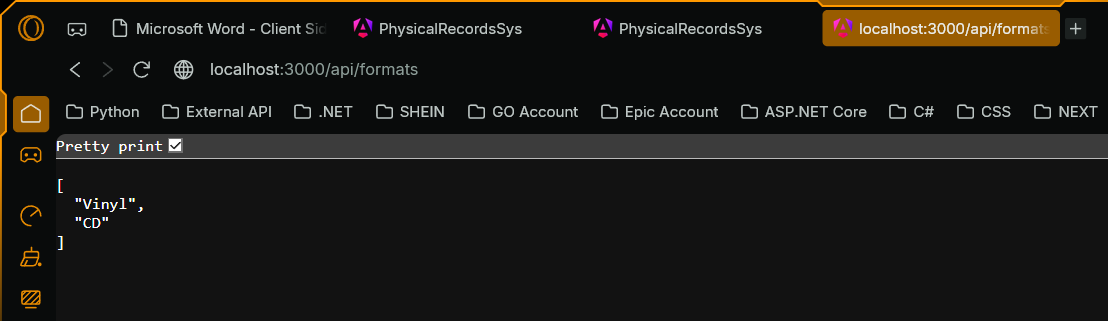 Microsoft Word - Client Sid
PhysicalRecordsSys
PhysicalRecordsSys
localhost:3000/api/formats
localhost:3000/api/formats
Python
External API
.NET
SHEIN
GO Account
Epic Account
ASP.NET Core
C#
CSS
NEXT
Pretty print
[
"Vinyl",
"CD"
]